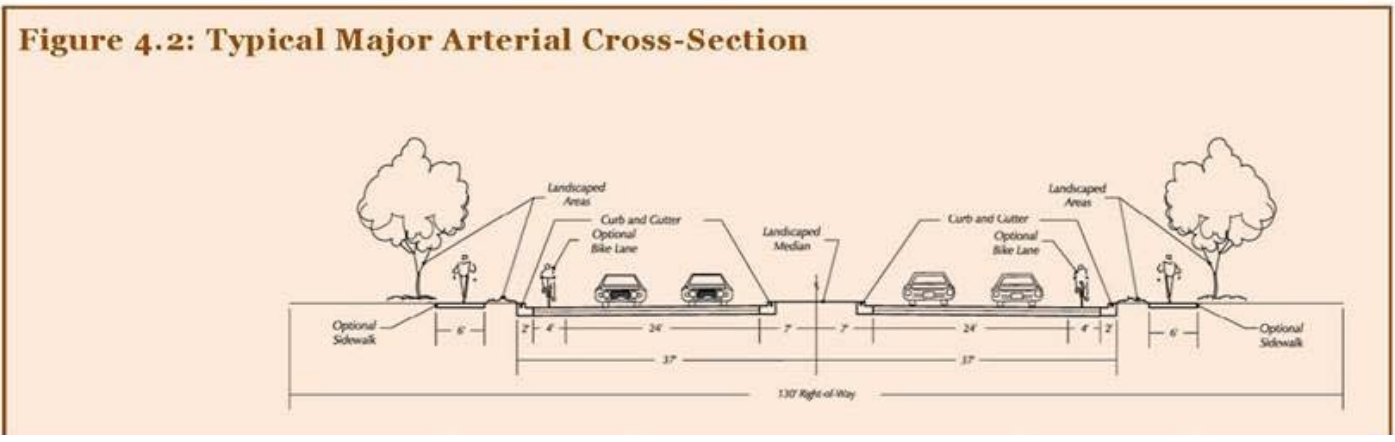 Figure 4.2: Typical Major Arterial Cross-Section
Landscaped
Areas
Curb and Gutter
Optional
Bike Lane
Landscaped
Median
Curb and Gutter
Optional
Bike Lane
Landscaped
Areas
Optional
Sidewalk
6'
2'
4'
24'
7'
7'
24'
4'
2'
6'
Optional
Sidewalk
37'
37'
130' Right-of-Way